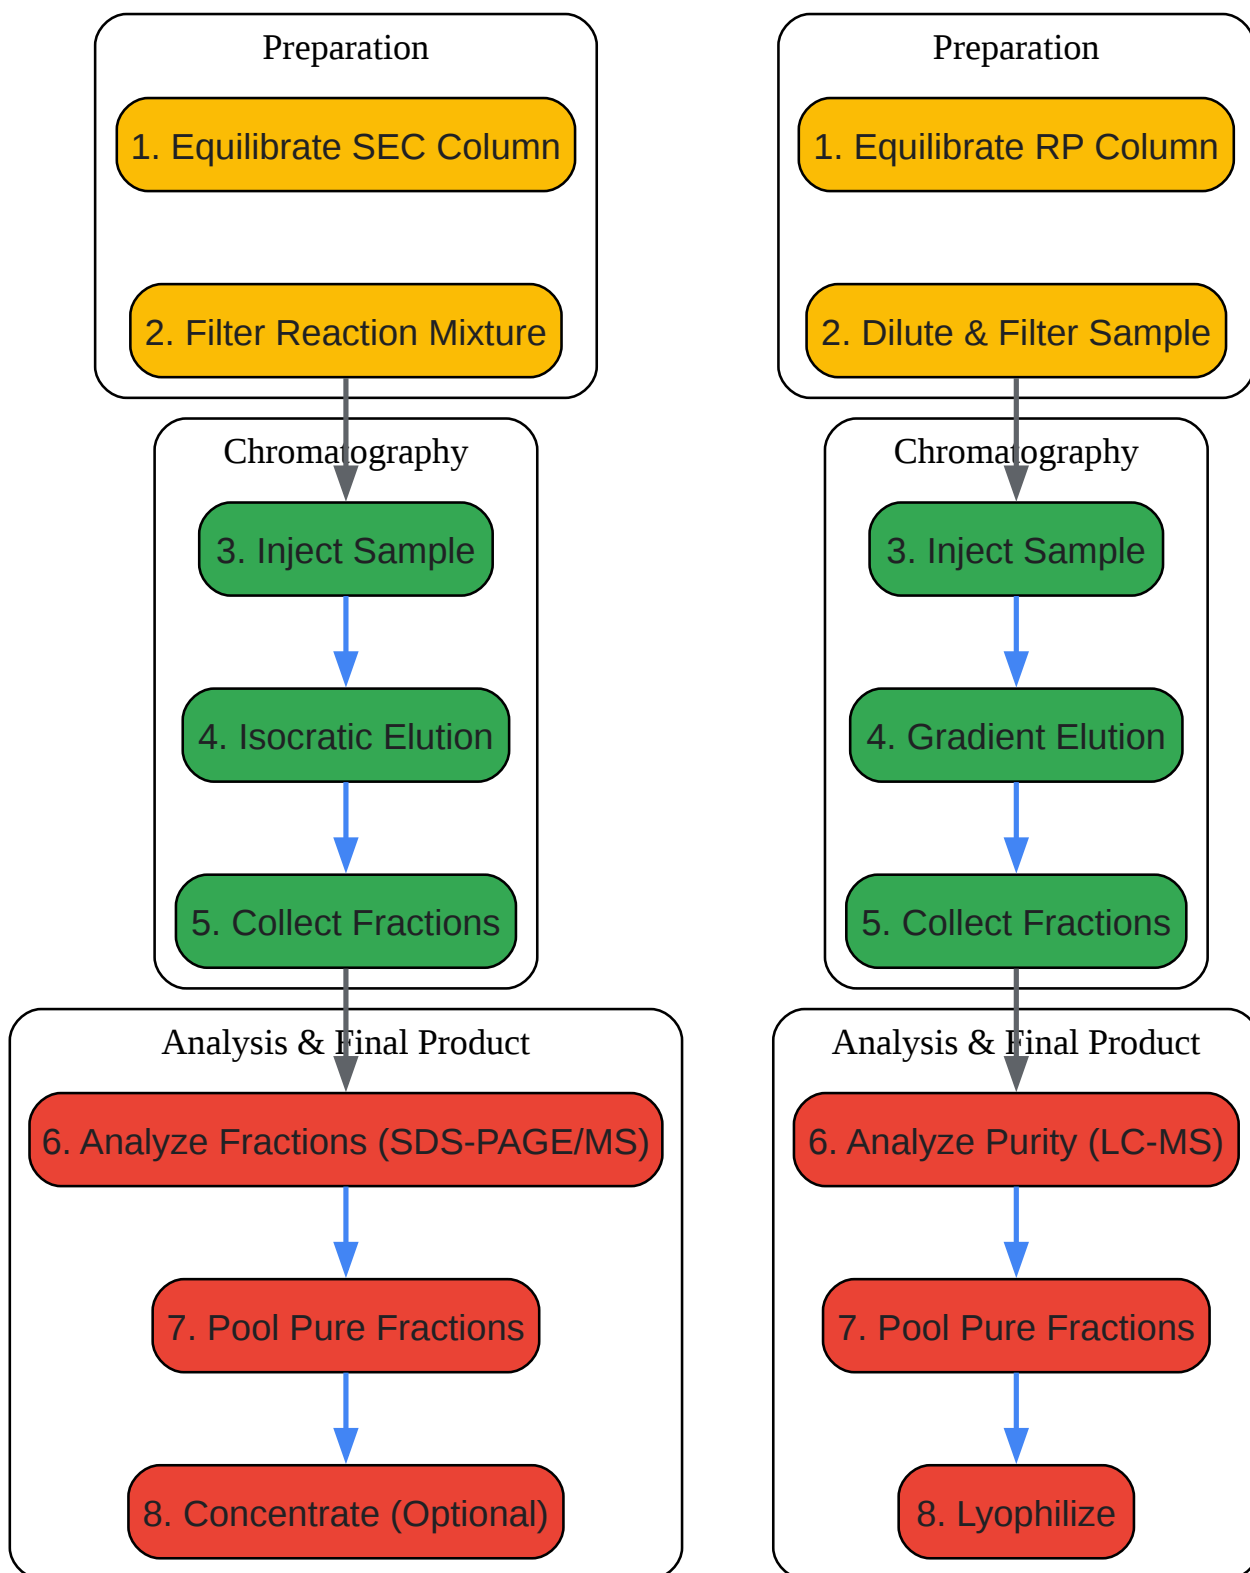 Preparation
1. Equilibrate SEC Column
2. Filter Reaction Mixture
Chromatography
3. Inject Sample
4. Isocratic Elution
5. Collect Fractions
Analysis & Final Product
6. Analyze Fractions (SDS-PAGE/MS)
7. Pool Pure Fractions
8. Concentrate (Optional)
Preparation
1. Equilibrate RP Column
2. Dilute & Filter Sample
Chromatography
3. Inject Sample
4. Gradient Elution
5. Collect Fractions
Analysis & Final Product
6. Analyze Purity (LC-MS)
7. Pool Pure Fractions
8. Lyophilize